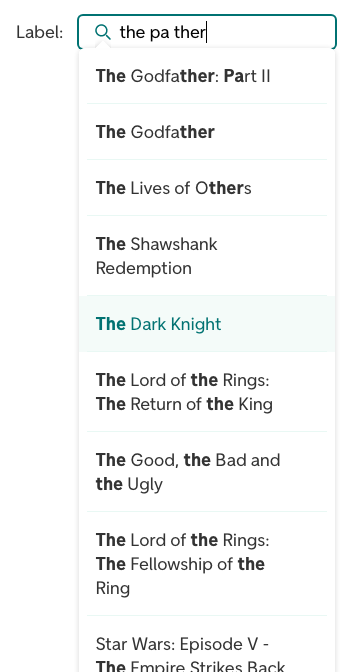 Label: the pa ther
The Godfather: Part II
The Godfather
The Lives of Others
The Shawshank
Redemption
The Dark Knight
The Lord of the Rings:
The Return of the King
The Good, the Bad and
the Ugly
The Lord of the Rings:
The Fellowship of the
Ring
Star Wars: Episode V -
The Empire Strikes Back